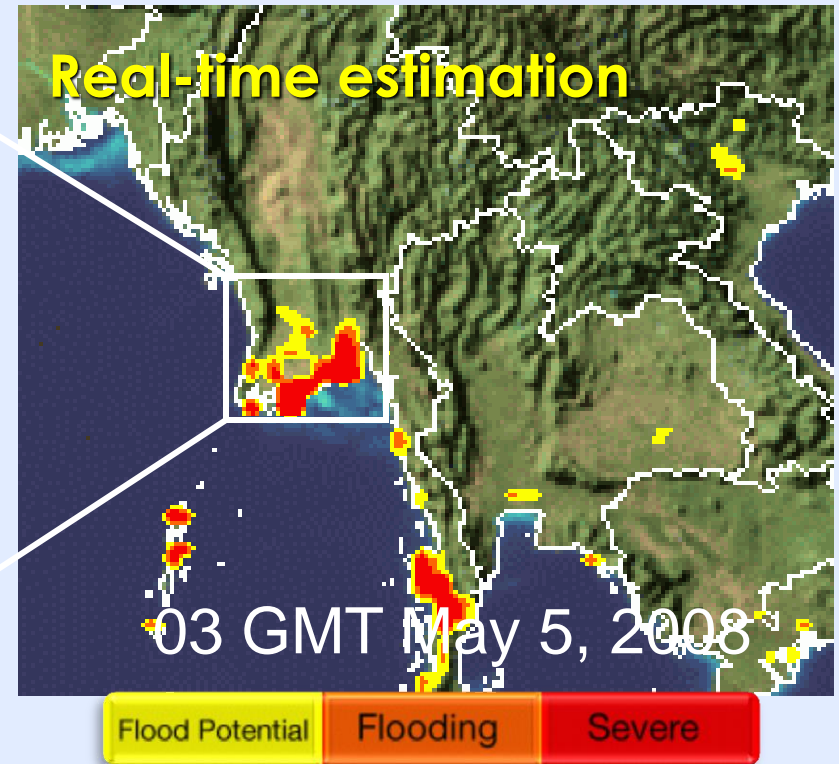 Real-time estimation
03 GMT May 5, 2008
Flood Potential Flooding Severe